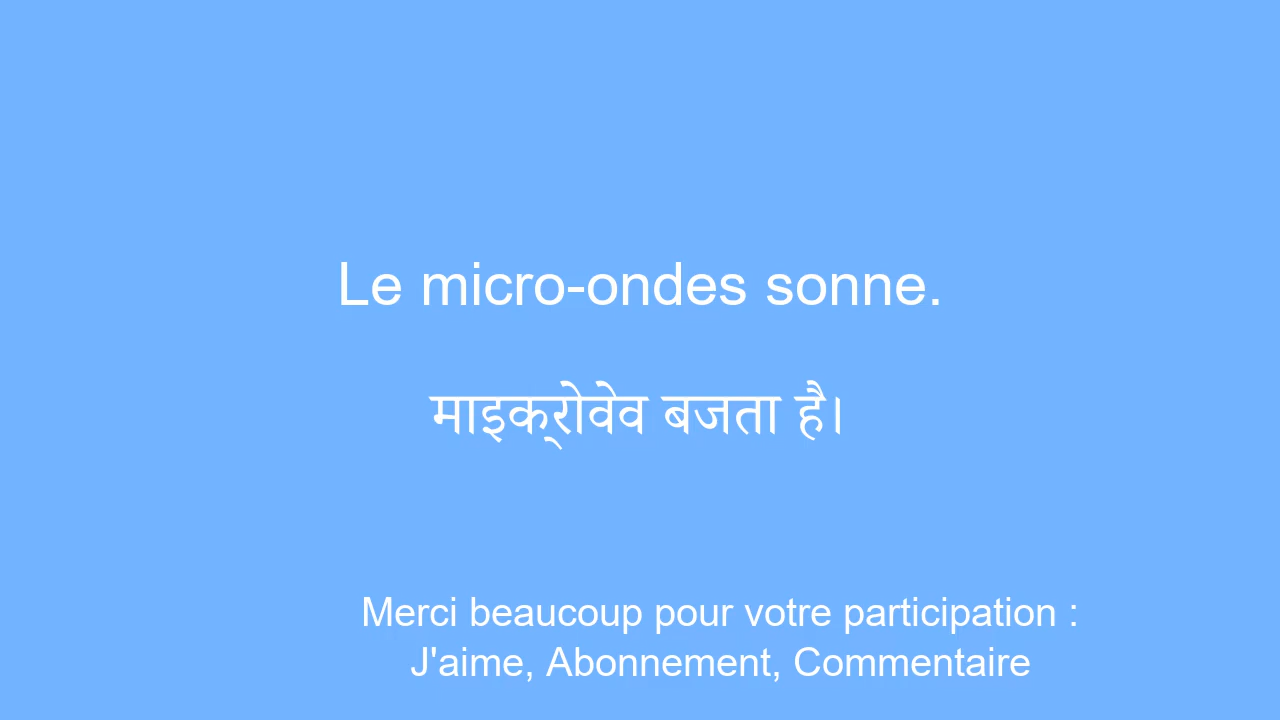 Le micro-ondes sonne.
माइक्रोवेव बजता है।
Merci beaucoup pour votre participation :
J'aime, Abonnement, Commentaire